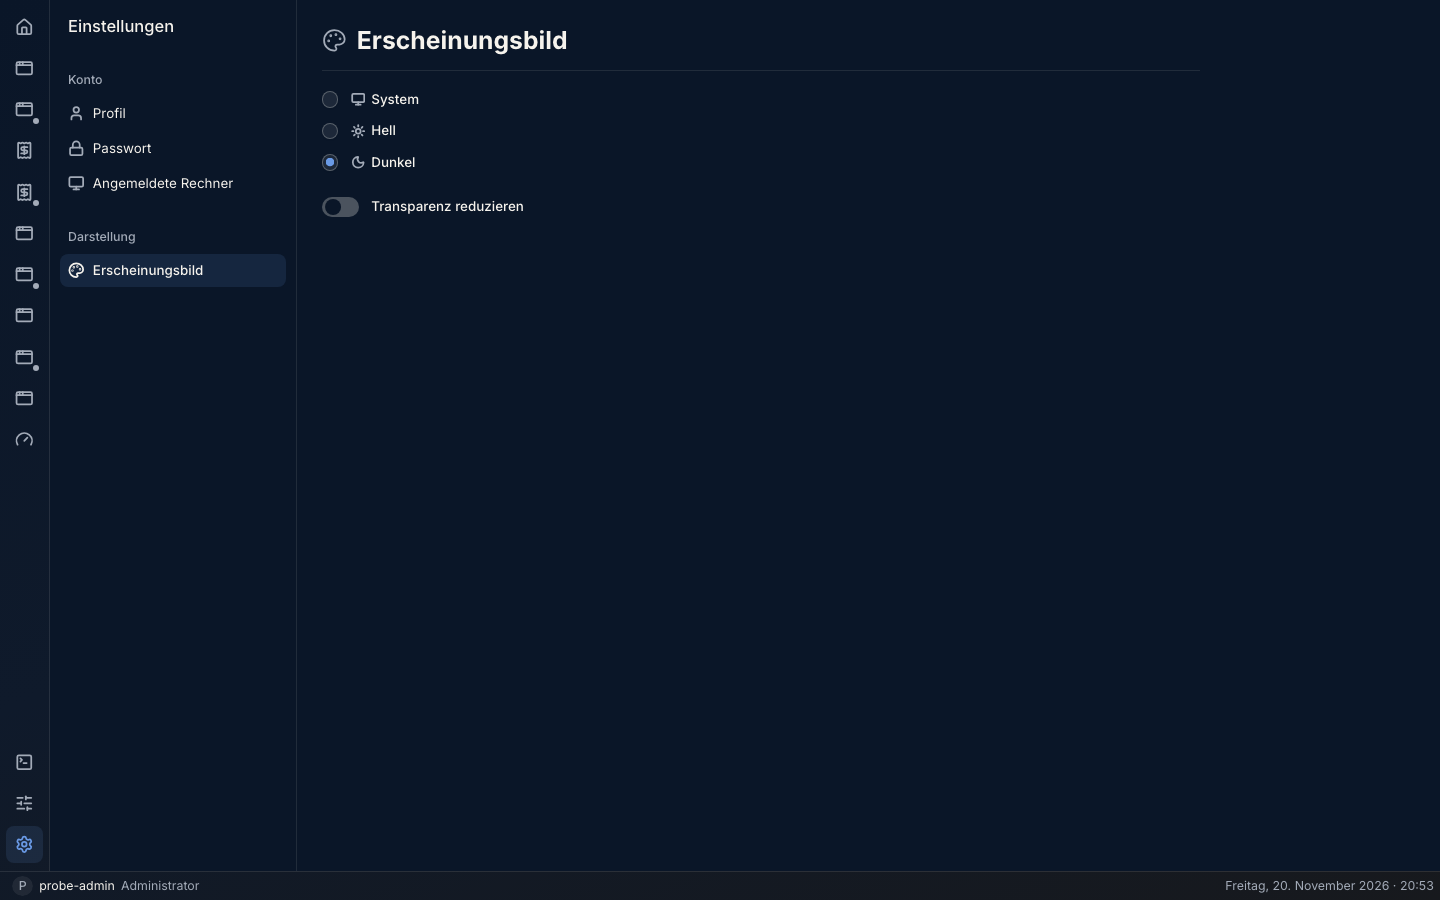 Einstellungen
Konto
Profil
Passwort
Angemeldete Rechner
Darstellung
Erscheinungsbild
Erscheinungsbild
System
Hell
Dunkel
Transparenz reduzieren
P probe-admin Administrator
Freitag, 20. November 2026 · 20:53